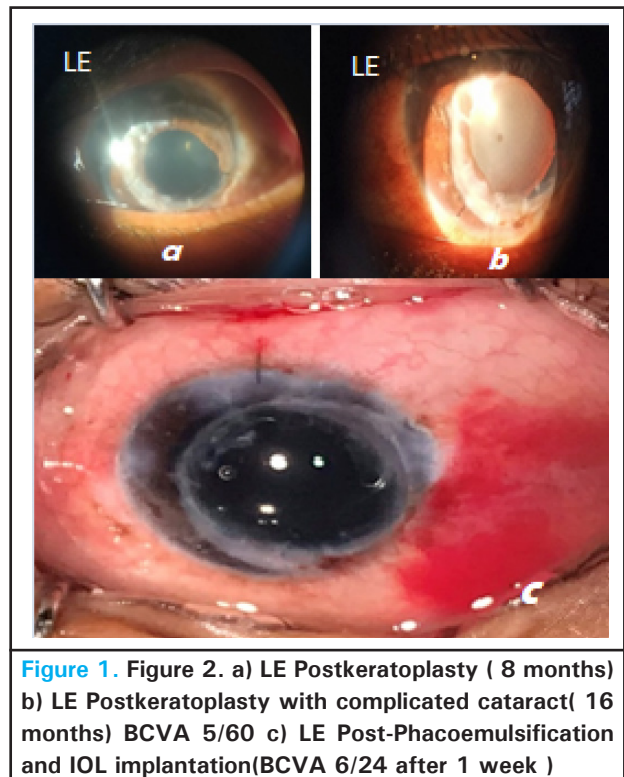 LE
LE
a
b
c
Figure 1. Figure 2. a) LE Postkeratoplasty ( 8 months)
b) LE Postkeratoplasty with complicated cataract( 16
months) BCVA 5/60 c) LE Post-Phacoemulsification
and IOL implantation(BCVA 6/24 after 1 week )